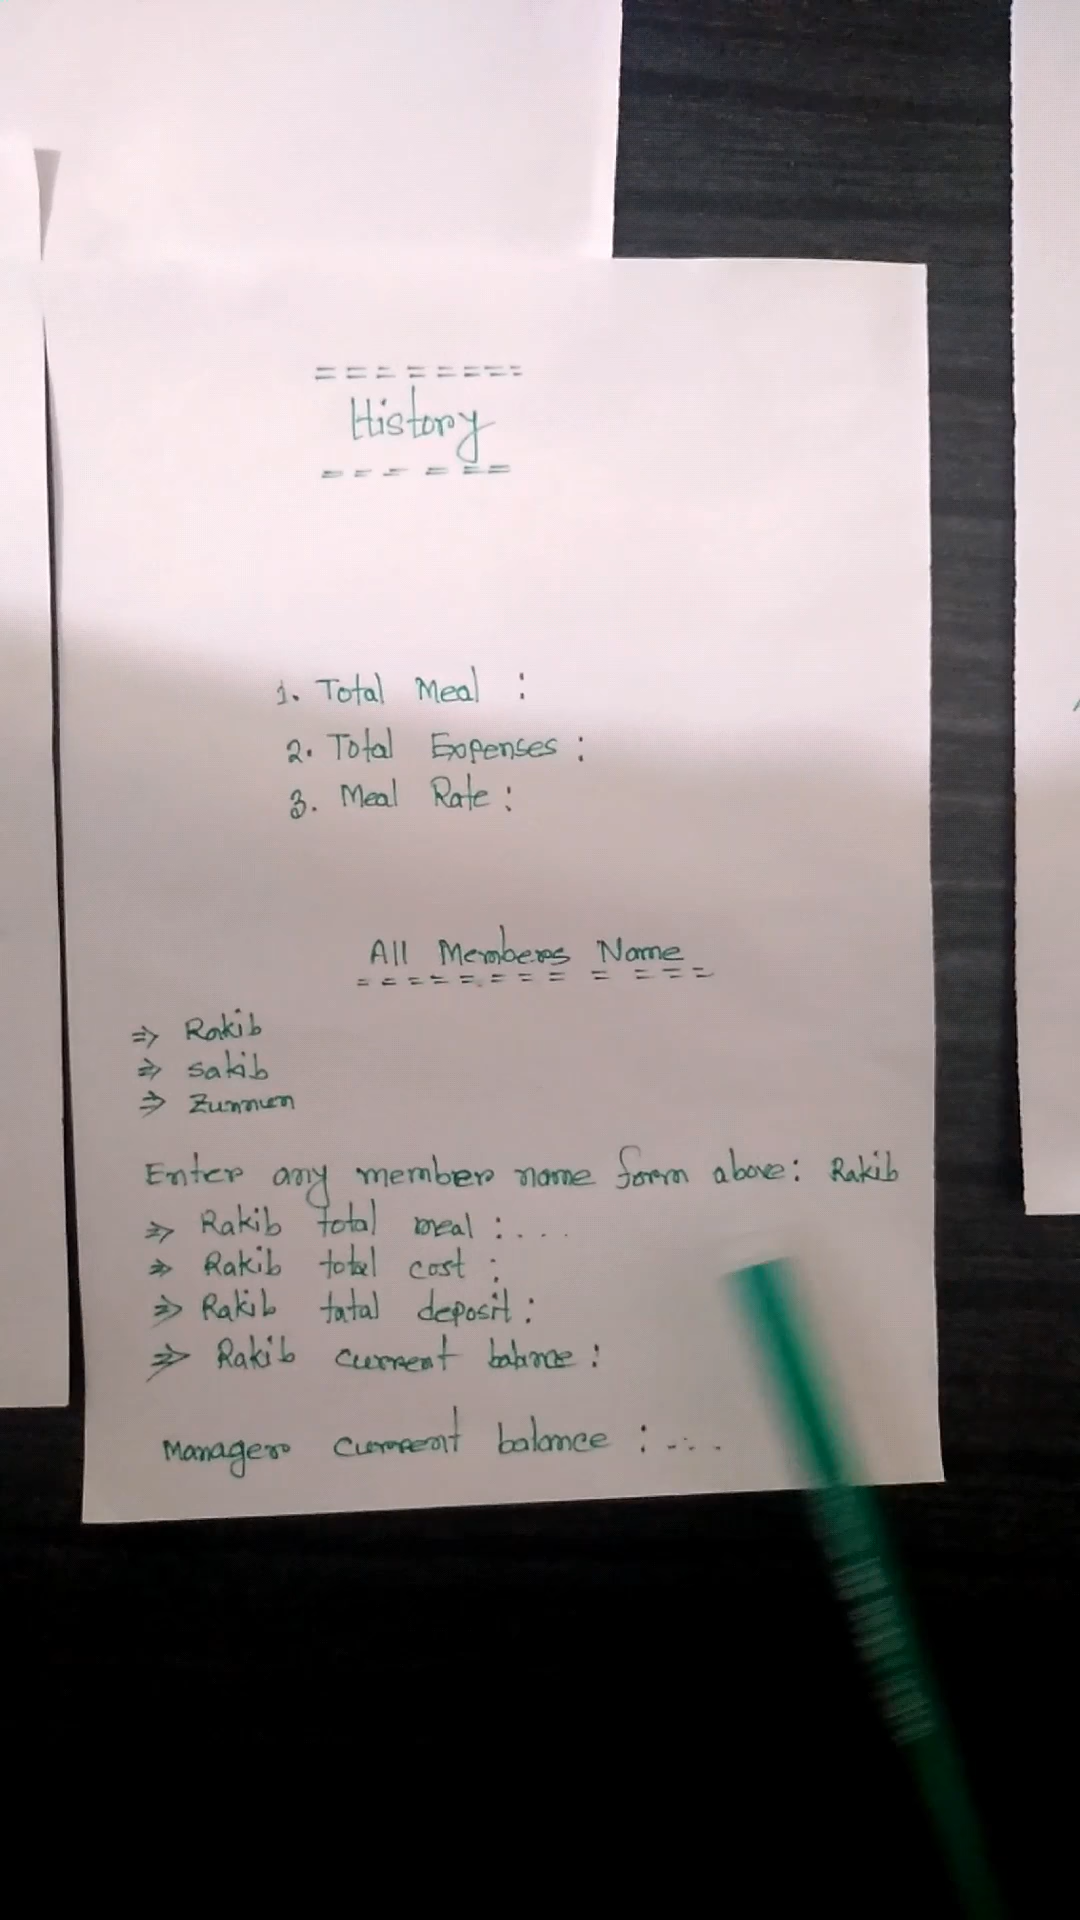 ========
History
------
1. Total Meal :
2. Total Expenses :
3. Meal Rate :
All Members Name
= = = = = = = = = = = =
=> Rakib
=> sakib
=> Zunnun
Enter any member name form above: Rakib
=> Rakib total meal : ....
=> Rakib total cost :
=> Rakib tatal deposit :
=> Rakib current balance :
Manager current balance : ....